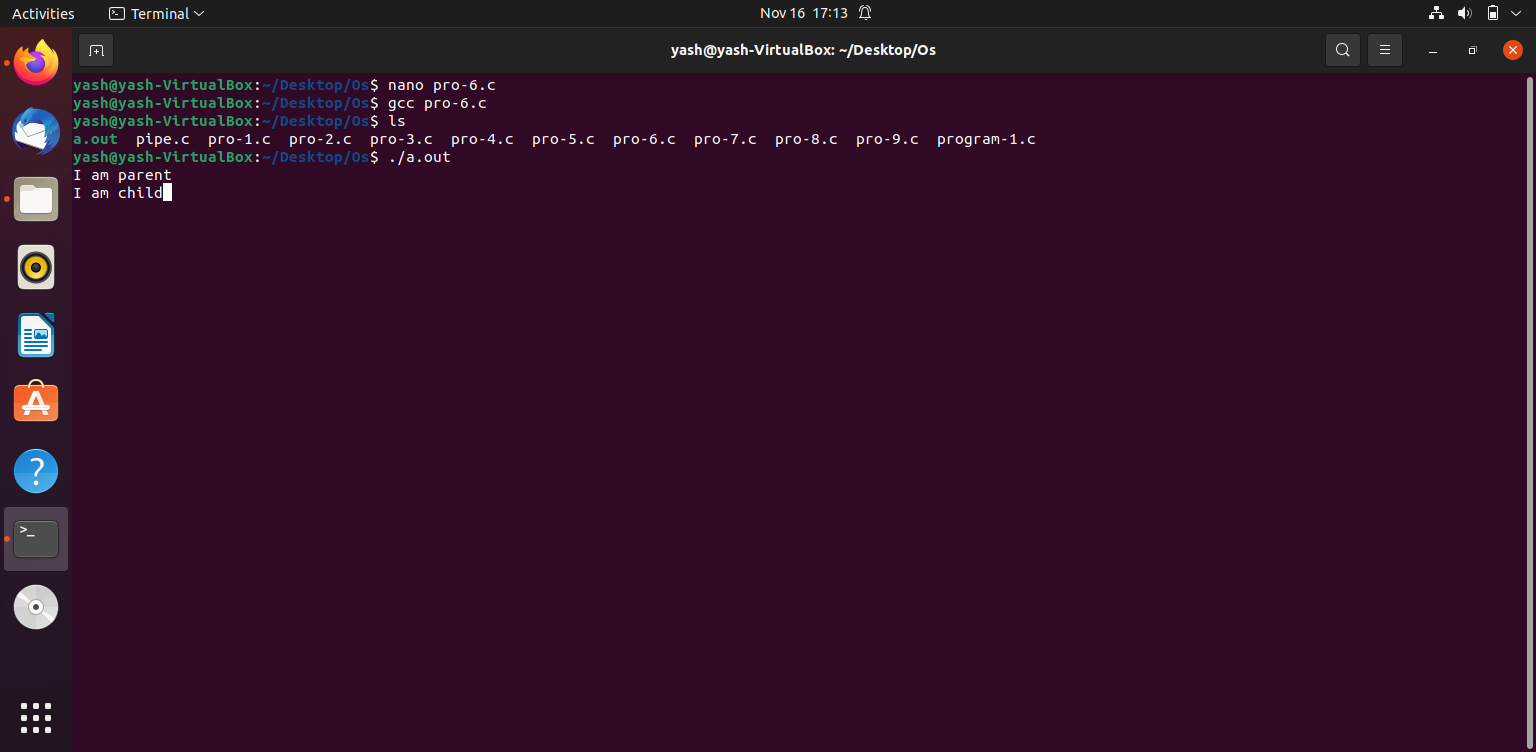 Activities Terminal Nov 16 17:13
yash@yash-VirtualBox: ~/Desktop/Os
yash@yash-VirtualBox:~/Desktop/Os$ nano pro-6.c
yash@yash-VirtualBox:~/Desktop/Os$ gcc pro-6.c
yash@yash-VirtualBox:~/Desktop/Os$ ls
a.out  pipe.c  pro-1.c  pro-2.c  pro-3.c  pro-4.c  pro-5.c  pro-6.c  pro-7.c  pro-8.c  pro-9.c  program-1.c
yash@yash-VirtualBox:~/Desktop/Os$ ./a.out
I am parent
I am child